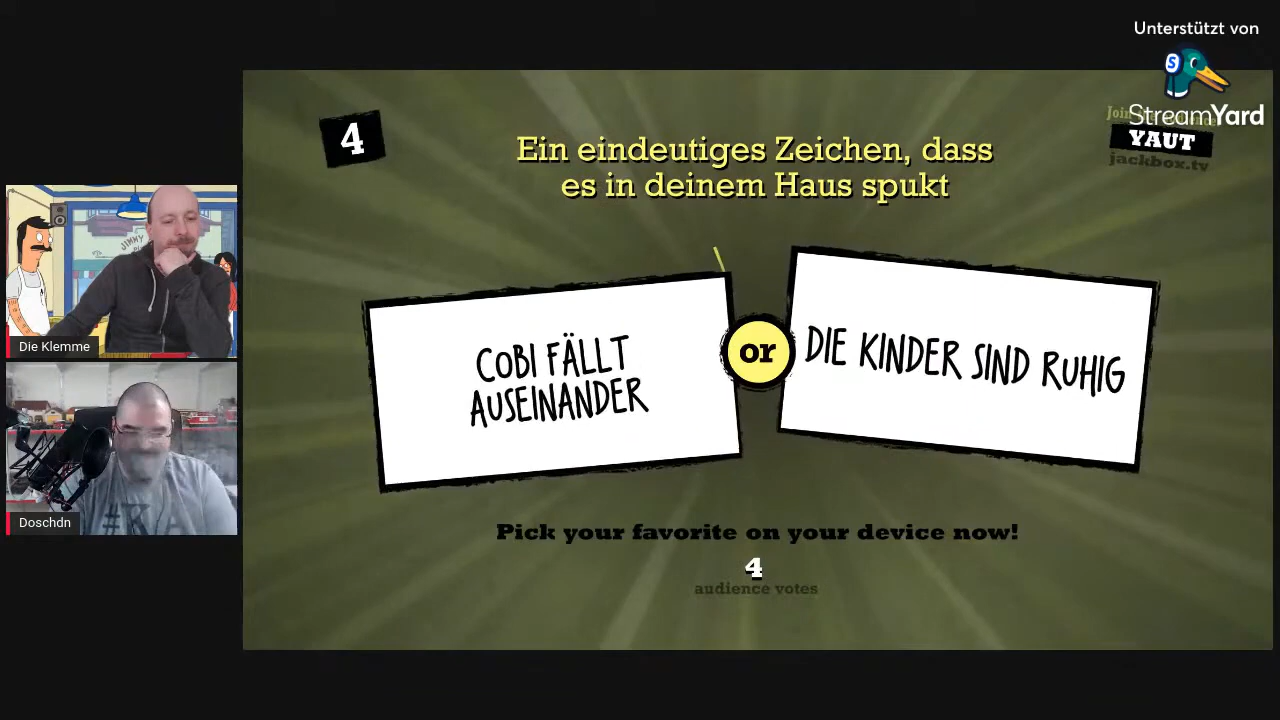 Unterstützt von
StreamYard
YAUT
jackbox.tv
4
Ein eindeutiges Zeichen, dass
es in deinem Haus spukt
COBI FÄLLT
AUSEINANDER
or
DIE KINDER SIND RUHIG
Pick your favorite on your device now!
4
audience votes
JIMMY
Die Klemme
Doschdn